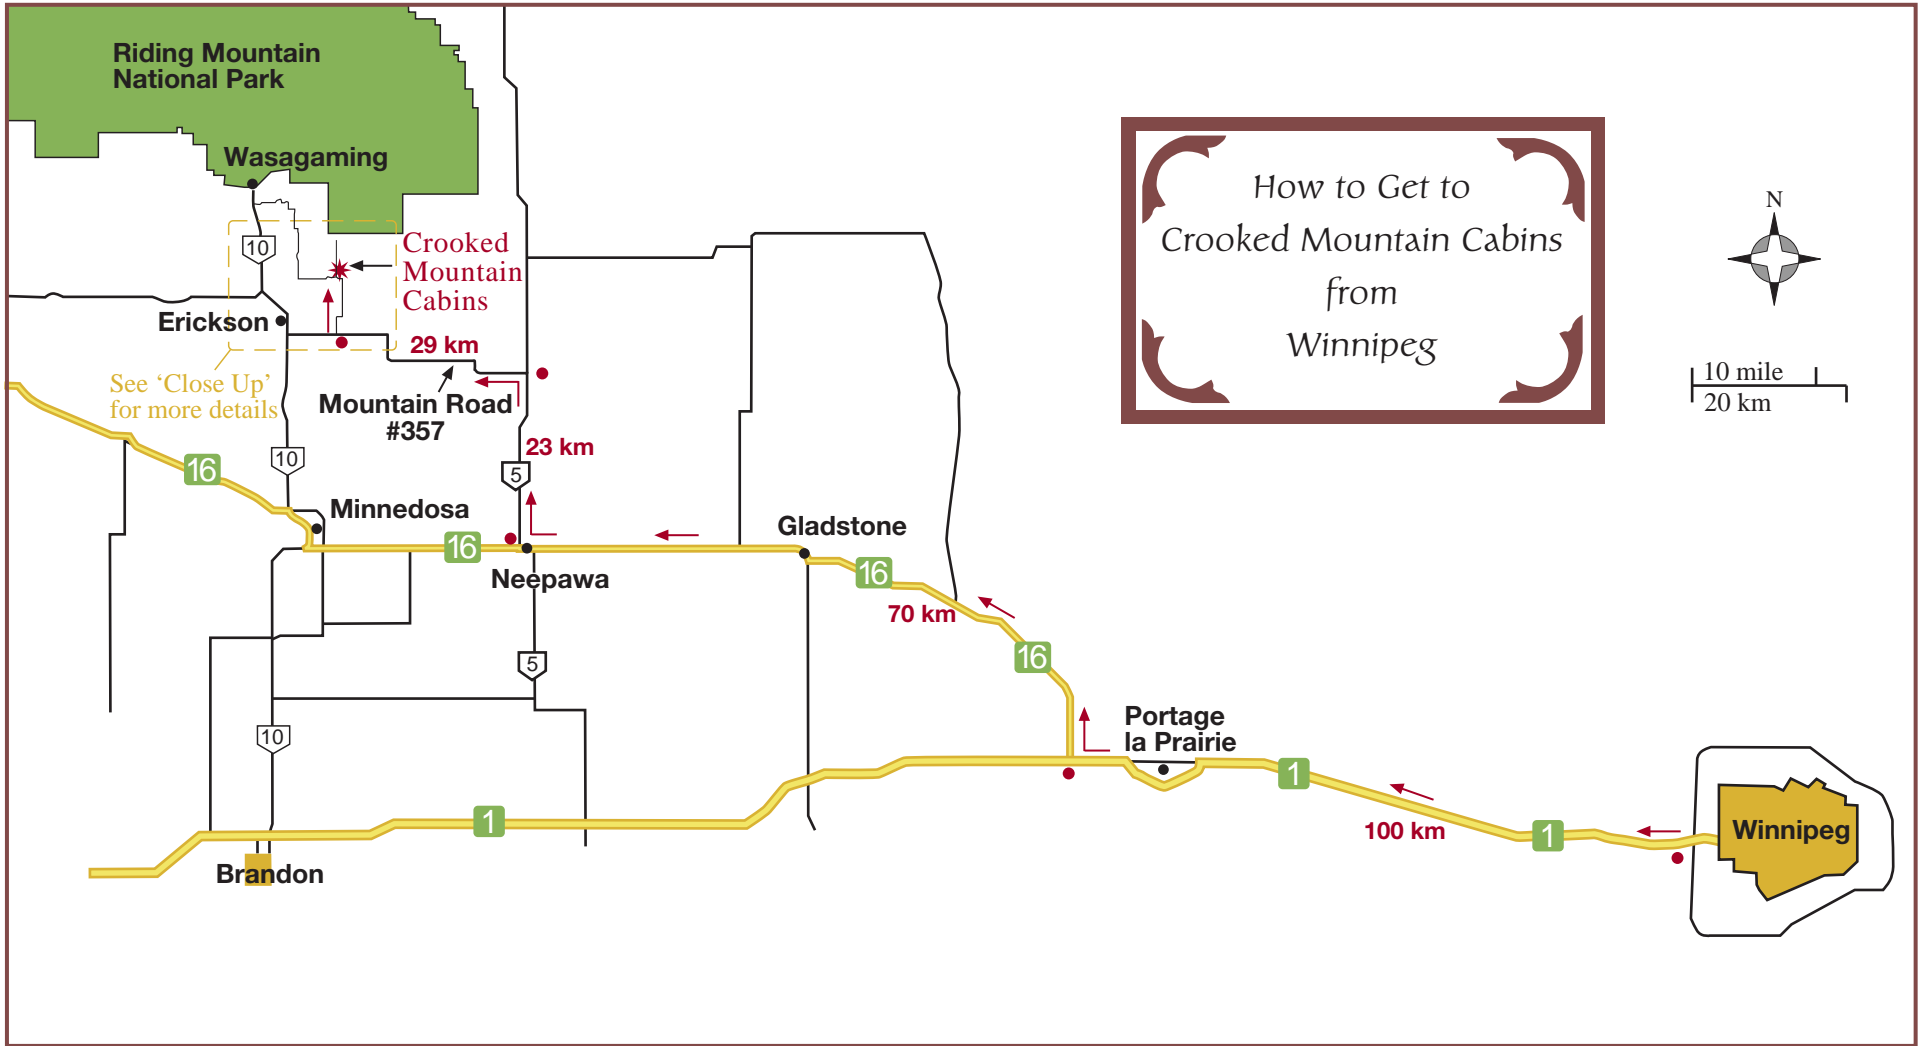 Riding Mountain
National Park
Wasagaming
How to Get to
Crooked Mountain Cabins
from
Winnipeg
N
10
Crooked
Mountain
Cabins
Erickson
29 km
10 mile
20 km
See ‘Close Up’
for more details
Mountain Road
#357
23 km
10
16
5
Minnedosa
Gladstone
16
Neepawa
16
70 km
16
5
Portage
la Prairie
10
1
1
100 km
1
Winnipeg
Brandon